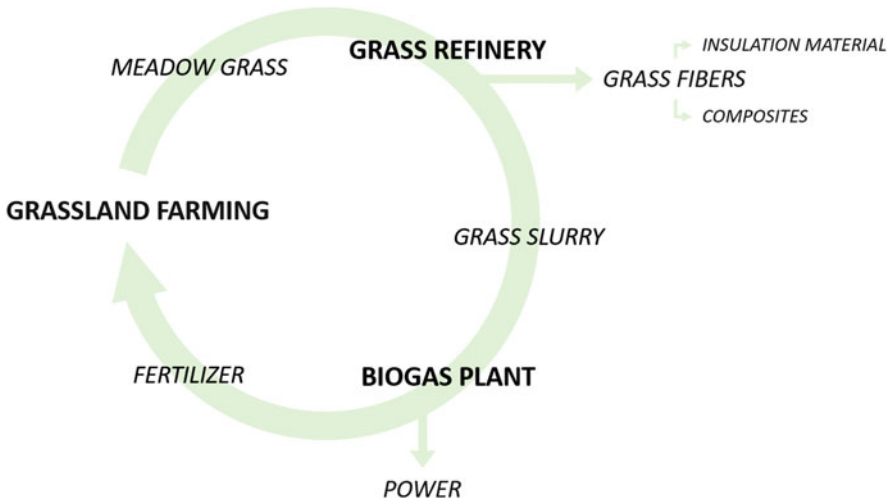 GRASS REFINERY
INSULATION MATERIAL
MEADOW GRASS
GRASS FIBERS
COMPOSITES
GRASSLAND FARMING
GRASS SLURRY
FERTILIZER
BIOGAS PLANT
POWER